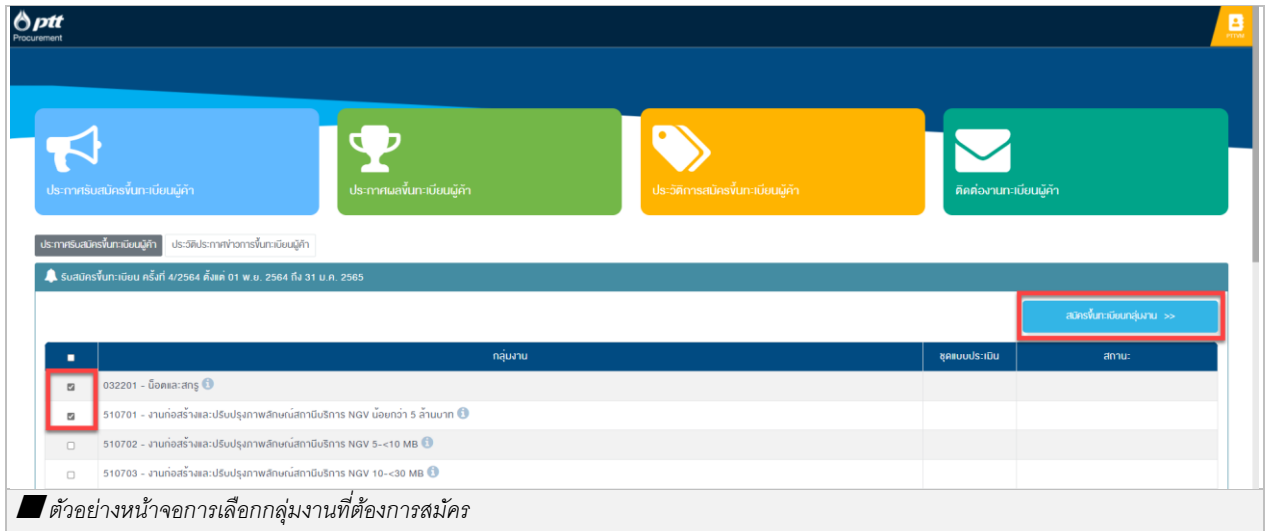 ptt
Procurement
PTTVM
ประกาศรับสมัครขึ้นทะเบียนผู้ค้า
ประกาศผลขึ้นทะเบียนผู้ค้า
ประวัติการสมัครขึ้นทะเบียนผู้ค้า
ติดต่องานทะเบียนผู้ค้า
ประกาศรับสมัครขึ้นทะเบียนผู้ค้า ประวัติประกาศข่าวการขึ้นทะเบียนผู้ค้า
รับสมัครขึ้นทะเบียน ครั้งที่ 4/2564 ตั้งแต่ 01 พ.ย. 2564 ถึง 31 ม.ค. 2565
สมัครขึ้นทะเบียนกลุ่มงาน >>
กลุ่มงาน ชุดแบบประเมิน สถานะ
032201 - น็อตและสกรู
510701 - งานก่อสร้างและปรับปรุงภาพลักษณ์สถานีบริการ NGV น้อยกว่า 5 ล้านบาท
510702 - งานก่อสร้างและปรับปรุงภาพลักษณ์สถานีบริการ NGV 5-<10 MB
510703 - งานก่อสร้างและปรับปรุงภาพลักษณ์สถานีบริการ NGV 10-<30 MB
ตัวอย่างหน้าจอการเลือกกลุ่มงานที่ต้องการสมัคร